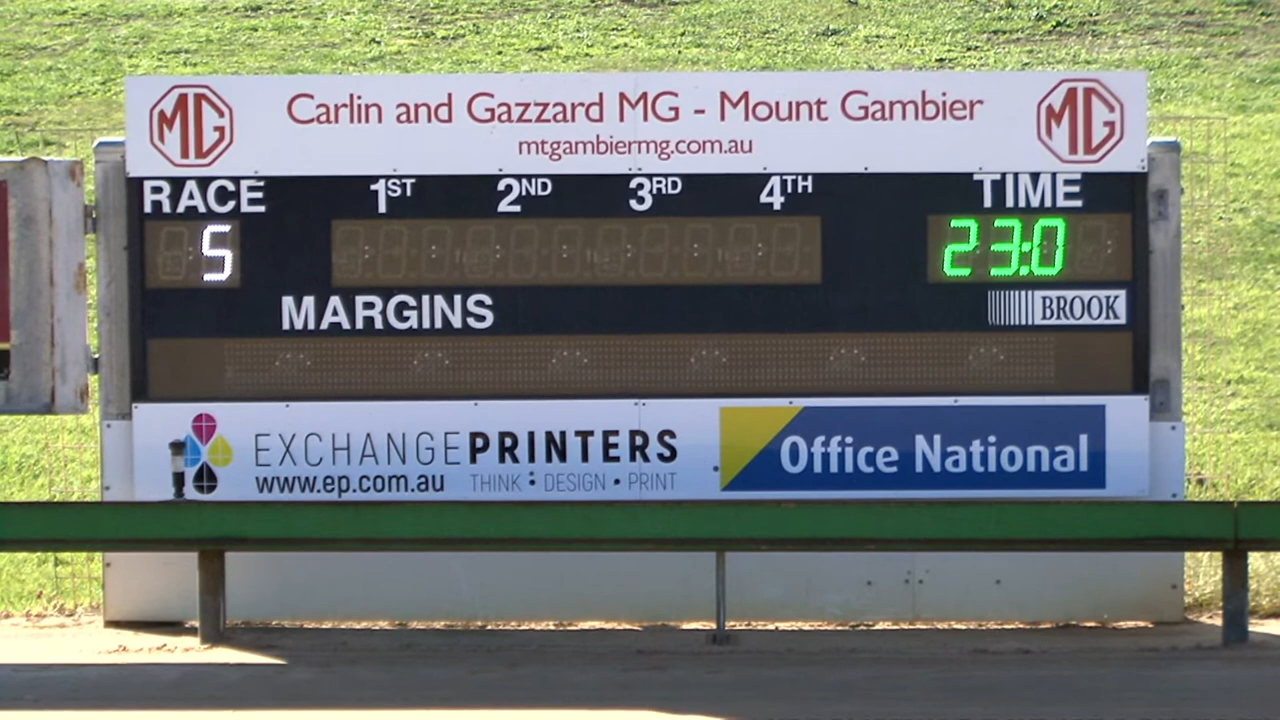 MG Carlin and Gazzard MG - Mount Gambier MG
mtgambiermg.com.au
RACE 1ST 2ND 3RD 4TH TIME
5 23:0
MARGINS BROOK
EXCHANGEPRINTERS Office National
www.ep.com.au THINK : DESIGN • PRINT